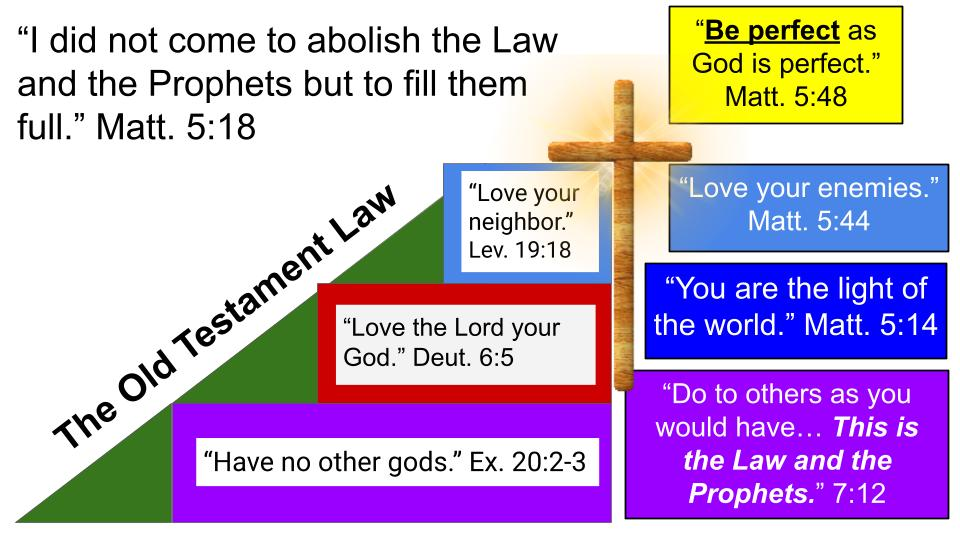 “I did not come to abolish the Law
and the Prophets but to fill them
full.” Matt. 5:18
“Be perfect as
God is perfect.”
Matt. 5:48
The Old Testament Law
“Love your
neighbor.”
Lev. 19:18
“Love your enemies.”
Matt. 5:44
“Love the Lord your
God.” Deut. 6:5
“You are the light of
the world.” Matt. 5:14
“Have no other gods.” Ex. 20:2-3
“Do to others as you
would have… This is
the Law and the
Prophets.” 7:12